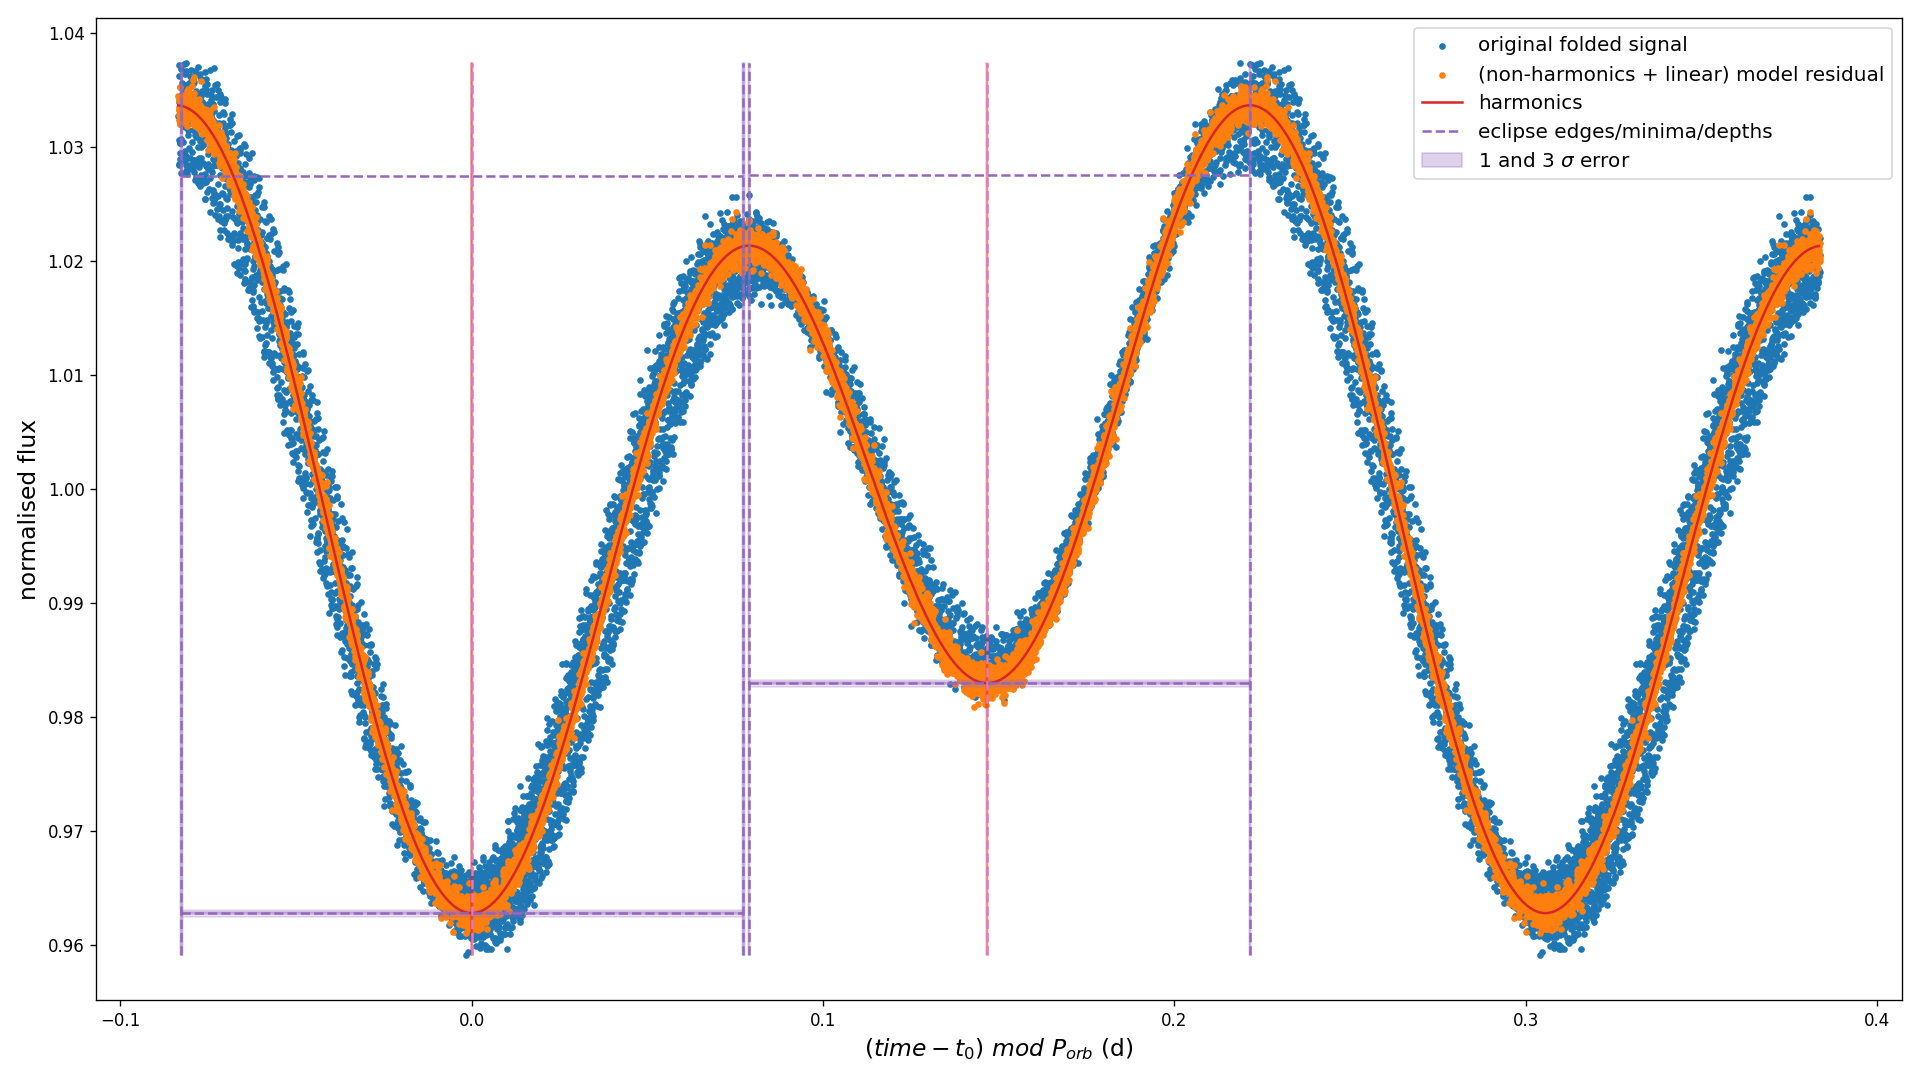 original folded signal
(non-harmonics + linear) model residual
harmonics
eclipse edges/minima/depths
1 and 3 σ error
normalised flux
1.04
1.03
1.02
1.01
1.00
0.99
0.98
0.97
0.96
−0.1
0.0
0.1
0.2
0.3
0.4
(time − t₀) mod Pₒᵣb (d)